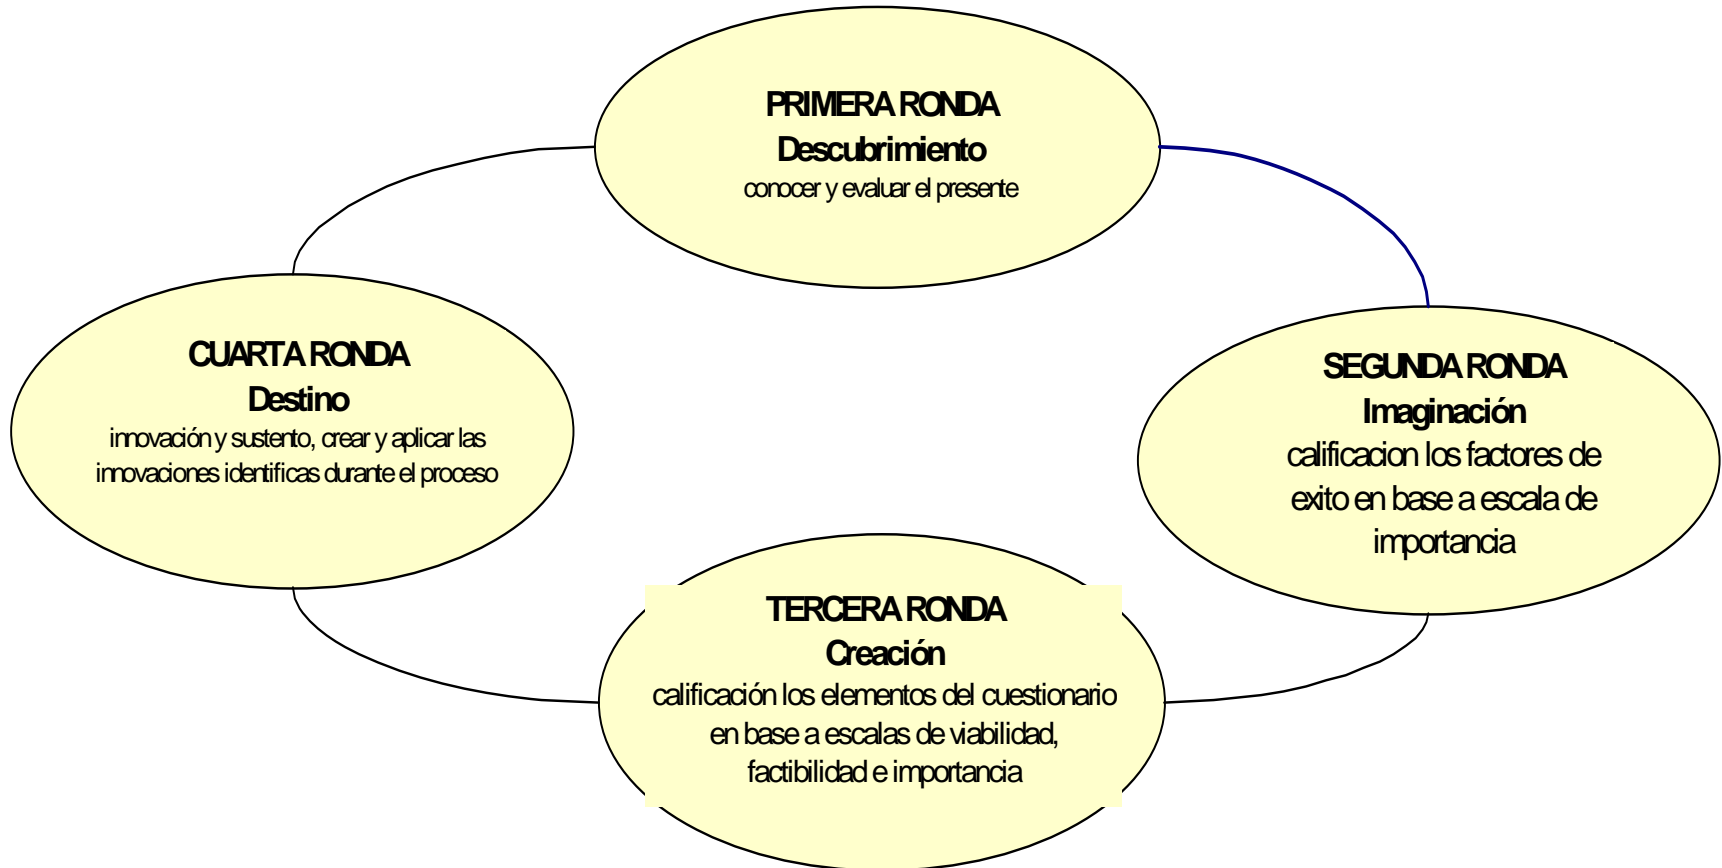 PRIMERA RONDA
Descubrimiento
conocer y evaluar el presente
CUARTA RONDA
Destino
innovación y sustento, crear y aplicar las
innovaciones identificas durante el proceso
SEGUNDA RONDA
Imaginación
calificacion los factores de
exito en base a escala de
importancia
TERCERA RONDA
Creación
calificación los elementos del cuestionario
en base a escalas de viabilidad,
factibilidad e importancia